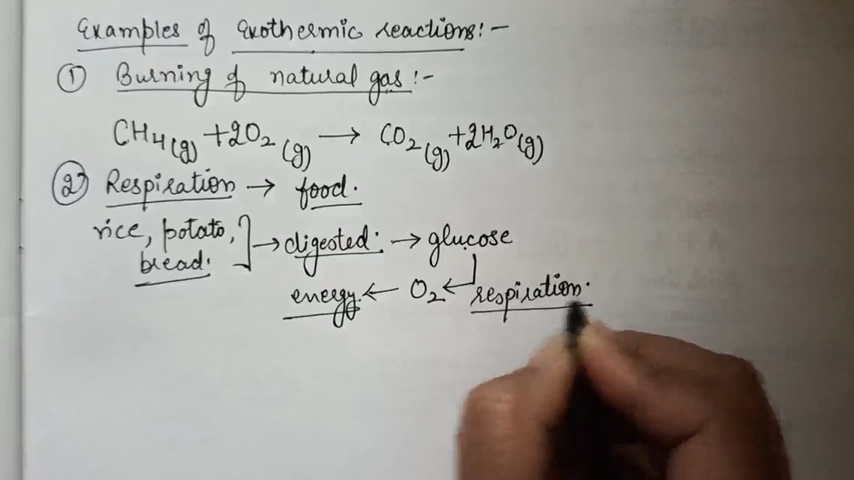 Examples of Exothermic reactions:-
① Burning of natural gas:-
CH4(g) + 2O2(g) → CO2(g) + 2H2O(g)
② Respiration → food.
rice, potato, bread. ] → digested. → glucose
energy. ← O2 ← respiration.